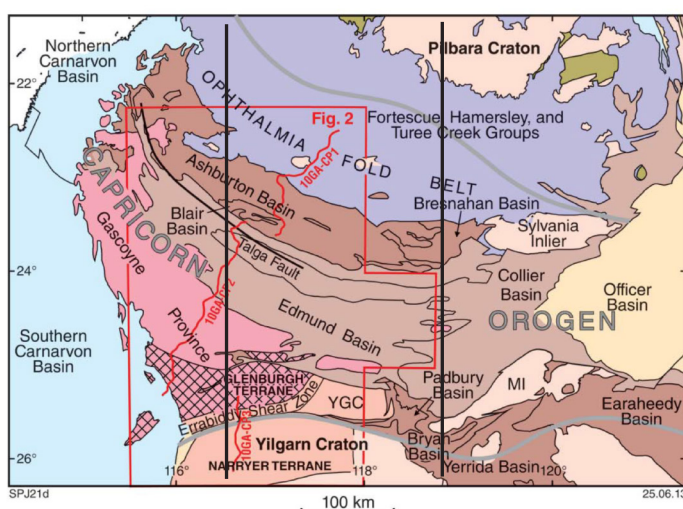 Northern
Carnarvon
Basin
Pilbara Craton
22°
OPHTHALMIA
FOLD
BELT
Fig. 2
Fortescue, Hamersley, and
Turee Creek Groups
10GA-CP1
CAPRICORN
Ashburton Basin
Bresnahan Basin
Blair
Basin
Sylvania
Inlier
Gascoyne
Province
Talga Fault
24°
Collier
Basin
Officer
Basin
10GA-CP2
Edmund Basin
OROGEN
Southern
Carnarvon
Basin
GLENBURGH
TERRANE
Padbury
Basin
MI
YGC
Errabiddy Shear Zone
Earaheedy
Basin
10GA-CP3
Yilgarn Craton
Bryan
Basin
26°
NARRYER TERRANE
Yerrida Basin
116°
118°
120°
SPJ21d
100 km
25.06.13